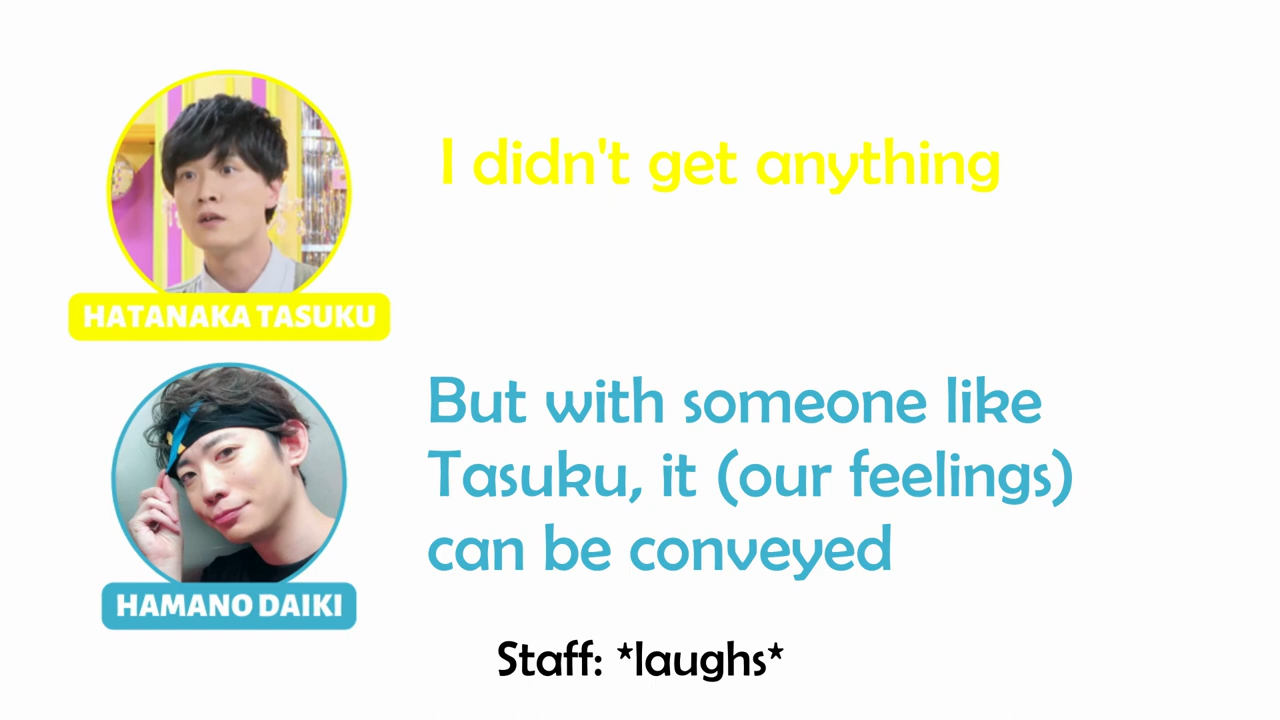 I didn't get anything
HATANAKA TASUKU
But with someone like
Tasuku, it (our feelings)
can be conveyed
HAMANO DAIKI
Staff: *laughs*